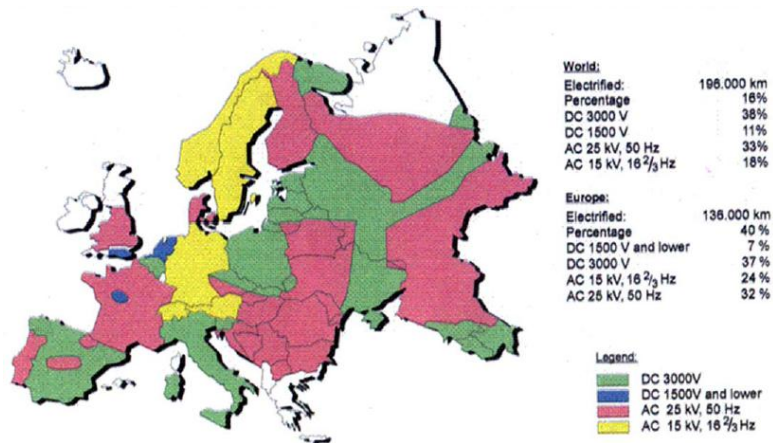 World:
Electrified: 196.000 km
Percentage 16%
DC 3000 V 38%
DC 1500 V 11%
AC 25 kV, 50 Hz 33%
AC 15 kV, 16 2/3 Hz 18%
Europe:
Electrified: 136.000 km
Percentage 40 %
DC 1500 V and lower 7 %
DC 3000 V 37 %
AC 15 kV, 16 2/3 Hz 24 %
AC 25 kV, 50 Hz 32 %
Legend:
DC 3000V
DC 1500V and lower
AC 25 kV, 50 Hz
AC 15 kV, 16 2/3 Hz